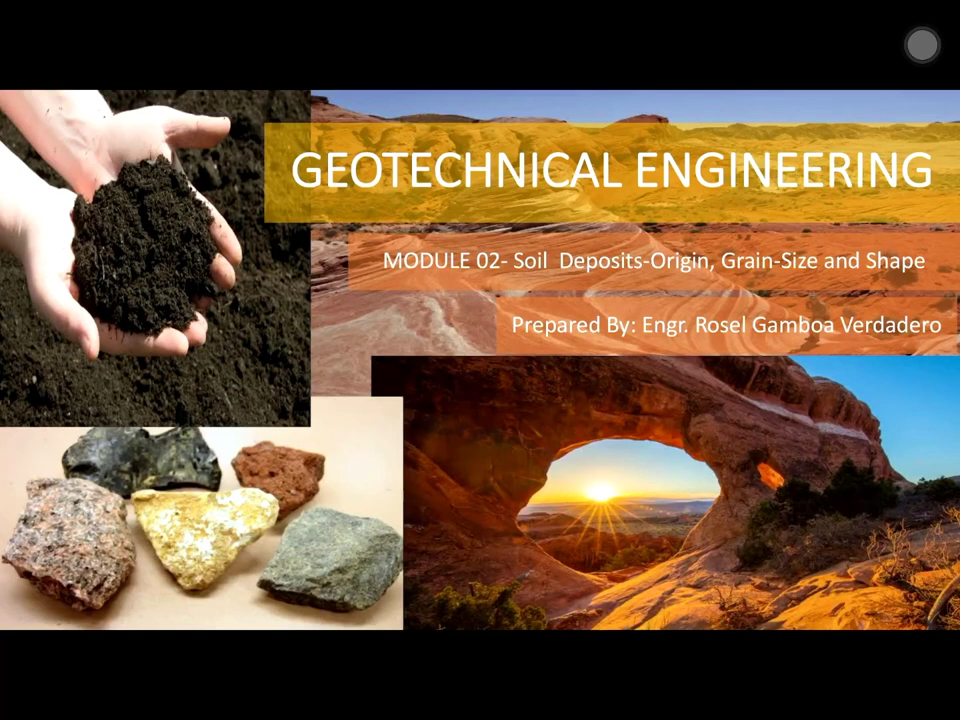 GEOTECHNICAL ENGINEERING
MODULE 02- Soil  Deposits-Origin, Grain-Size and Shape
Prepared By: Engr. Rosel Gamboa Verdadero